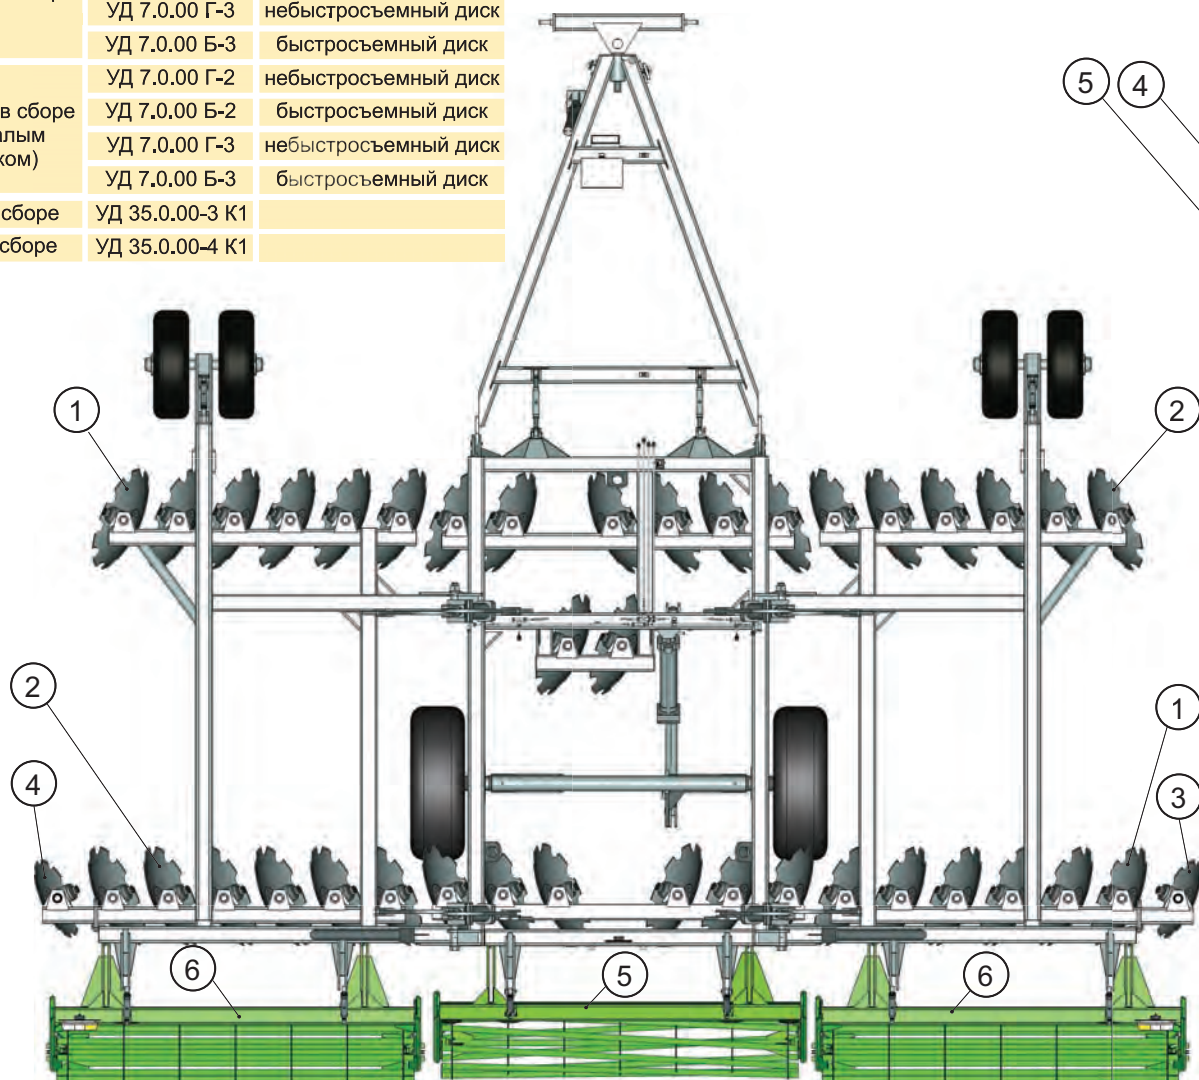 УД 7.0.00 Г-3 небыстросъемный диск
УД 7.0.00 Б-3 быстросъемный диск
УД 7.0.00 Г-2 небыстросъемный диск
в сборе УД 7.0.00 Б-2 быстросъемный диск
УД 7.0.00 Г-3 небыстросъемный диск
УД 7.0.00 Б-3 быстросъемный диск
сборе УД 35.0.00-3 К1
сборе УД 35.0.00-4 К1
5 4
1
2
2
1
4
3
6
5
6